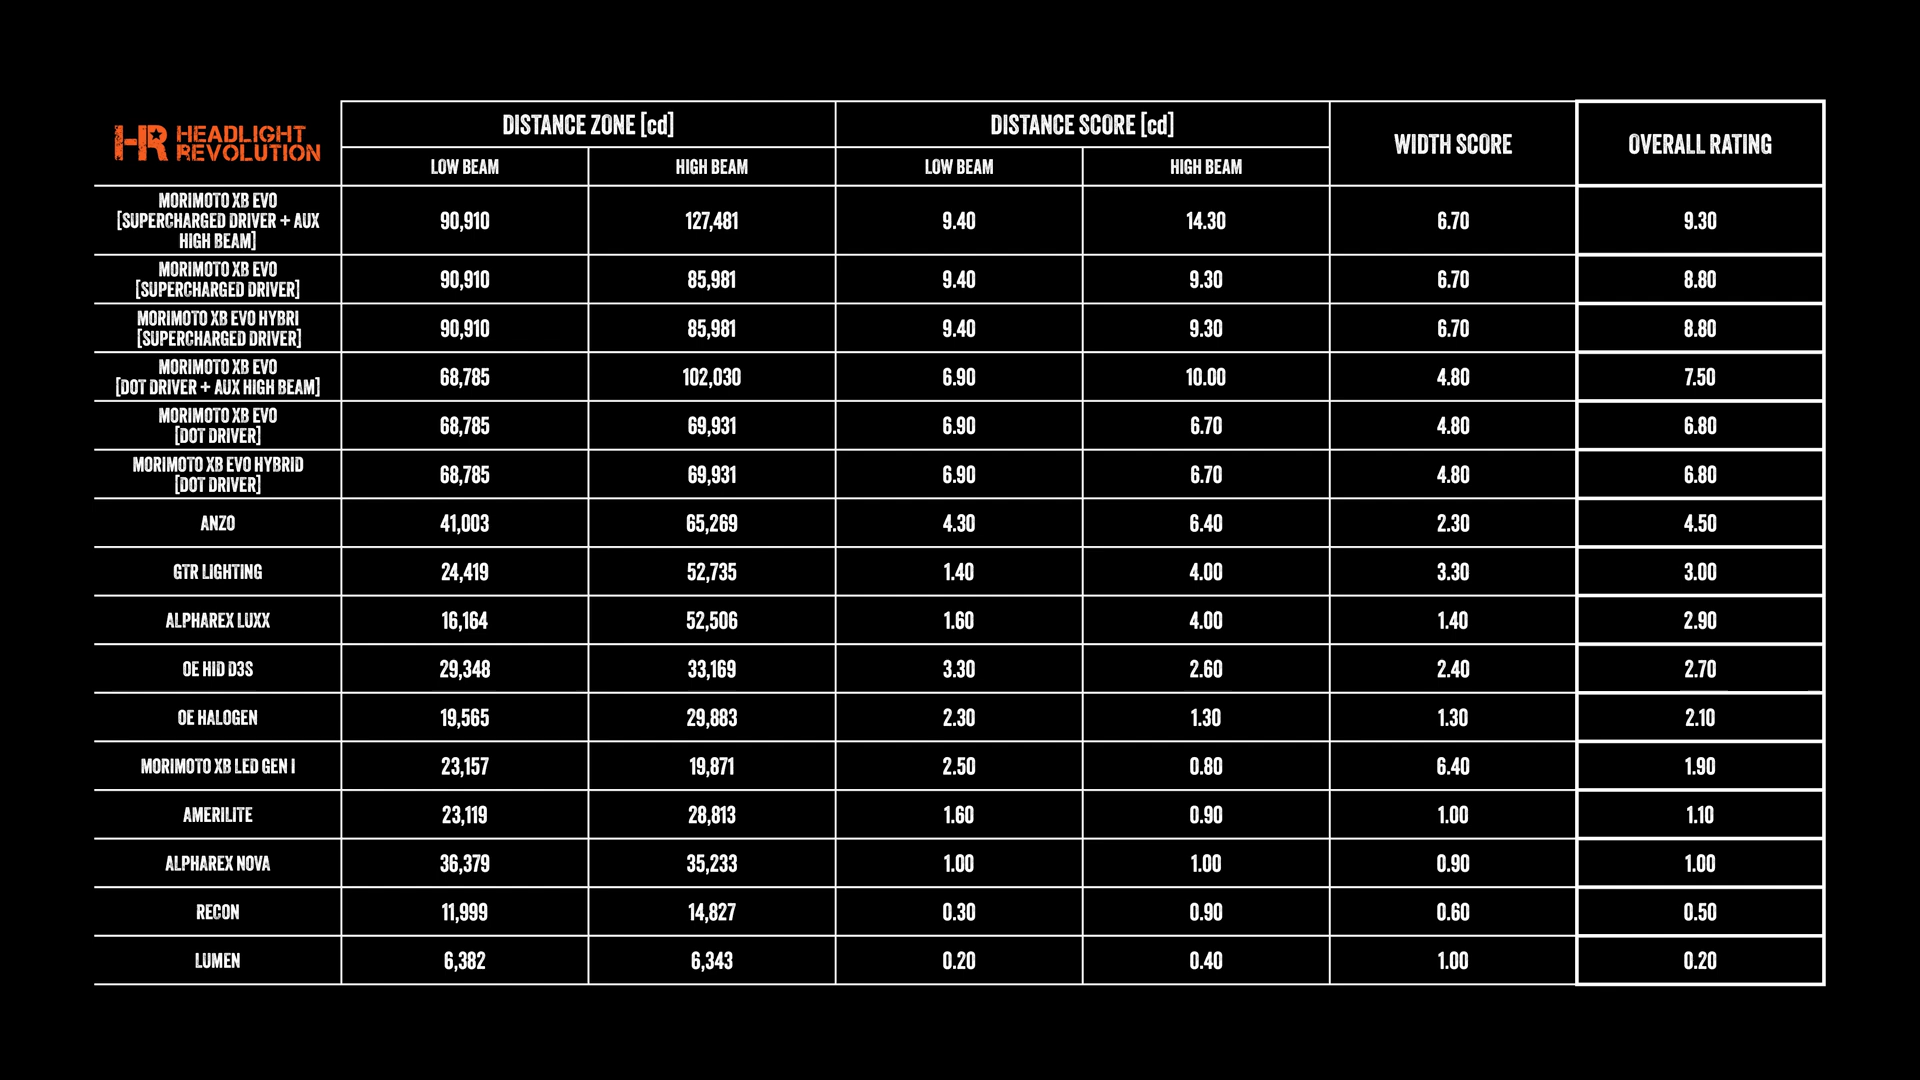 HR HEADLIGHT
REVOLUTION
DISTANCE ZONE [cd] DISTANCE SCORE [cd] WIDTH SCORE OVERALL RATING
LOW BEAM HIGH BEAM LOW BEAM HIGH BEAM
MORIMOTO XB EVO
[SUPERCHARGED DRIVER + AUX
HIGH BEAM]
90,910 127,481 9.40 14.30 6.70 9.30
MORIMOTO XB EVO
[SUPERCHARGED DRIVER]
90,910 85,981 9.40 9.30 6.70 8.80
MORIMOTO XB EVO HYBRI
[SUPERCHARGED DRIVER]
90,910 85,981 9.40 9.30 6.70 8.80
MORIMOTO XB EVO
[DOT DRIVER + AUX HIGH BEAM]
68,785 102,030 6.90 10.00 4.80 7.50
MORIMOTO XB EVO
[DOT DRIVER]
68,785 69,931 6.90 6.70 4.80 6.80
MORIMOTO XB EVO HYBRID
[DOT DRIVER]
68,785 69,931 6.90 6.70 4.80 6.80
ANZO 41,003 65,269 4.30 6.40 2.30 4.50
GTR LIGHTING 24,419 52,735 1.40 4.00 3.30 3.00
ALPHAREX LUXX 16,164 52,506 1.60 4.00 1.40 2.90
OE HID D3S 29,348 33,169 3.30 2.60 2.40 2.70
OE HALOGEN 19,565 29,883 2.30 1.30 1.30 2.10
MORIMOTO XB LED GEN I 23,157 19,871 2.50 0.80 6.40 1.90
AMERILITE 23,119 28,813 1.60 0.90 1.00 1.10
ALPHAREX NOVA 36,379 35,233 1.00 1.00 0.90 1.00
RECON 11,999 14,827 0.30 0.90 0.60 0.50
LUMEN 6,382 6,343 0.20 0.40 1.00 0.20